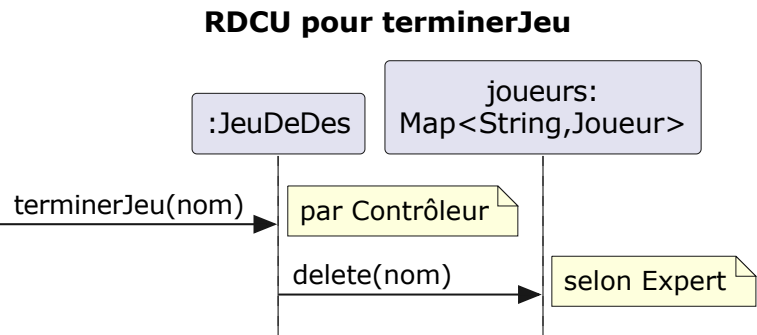 RDCU pour terminerJeu
:JeuDeDes
joueurs:
Map<String,Joueur>
terminerJeu(nom)
par Contrôleur
delete(nom)
selon Expert